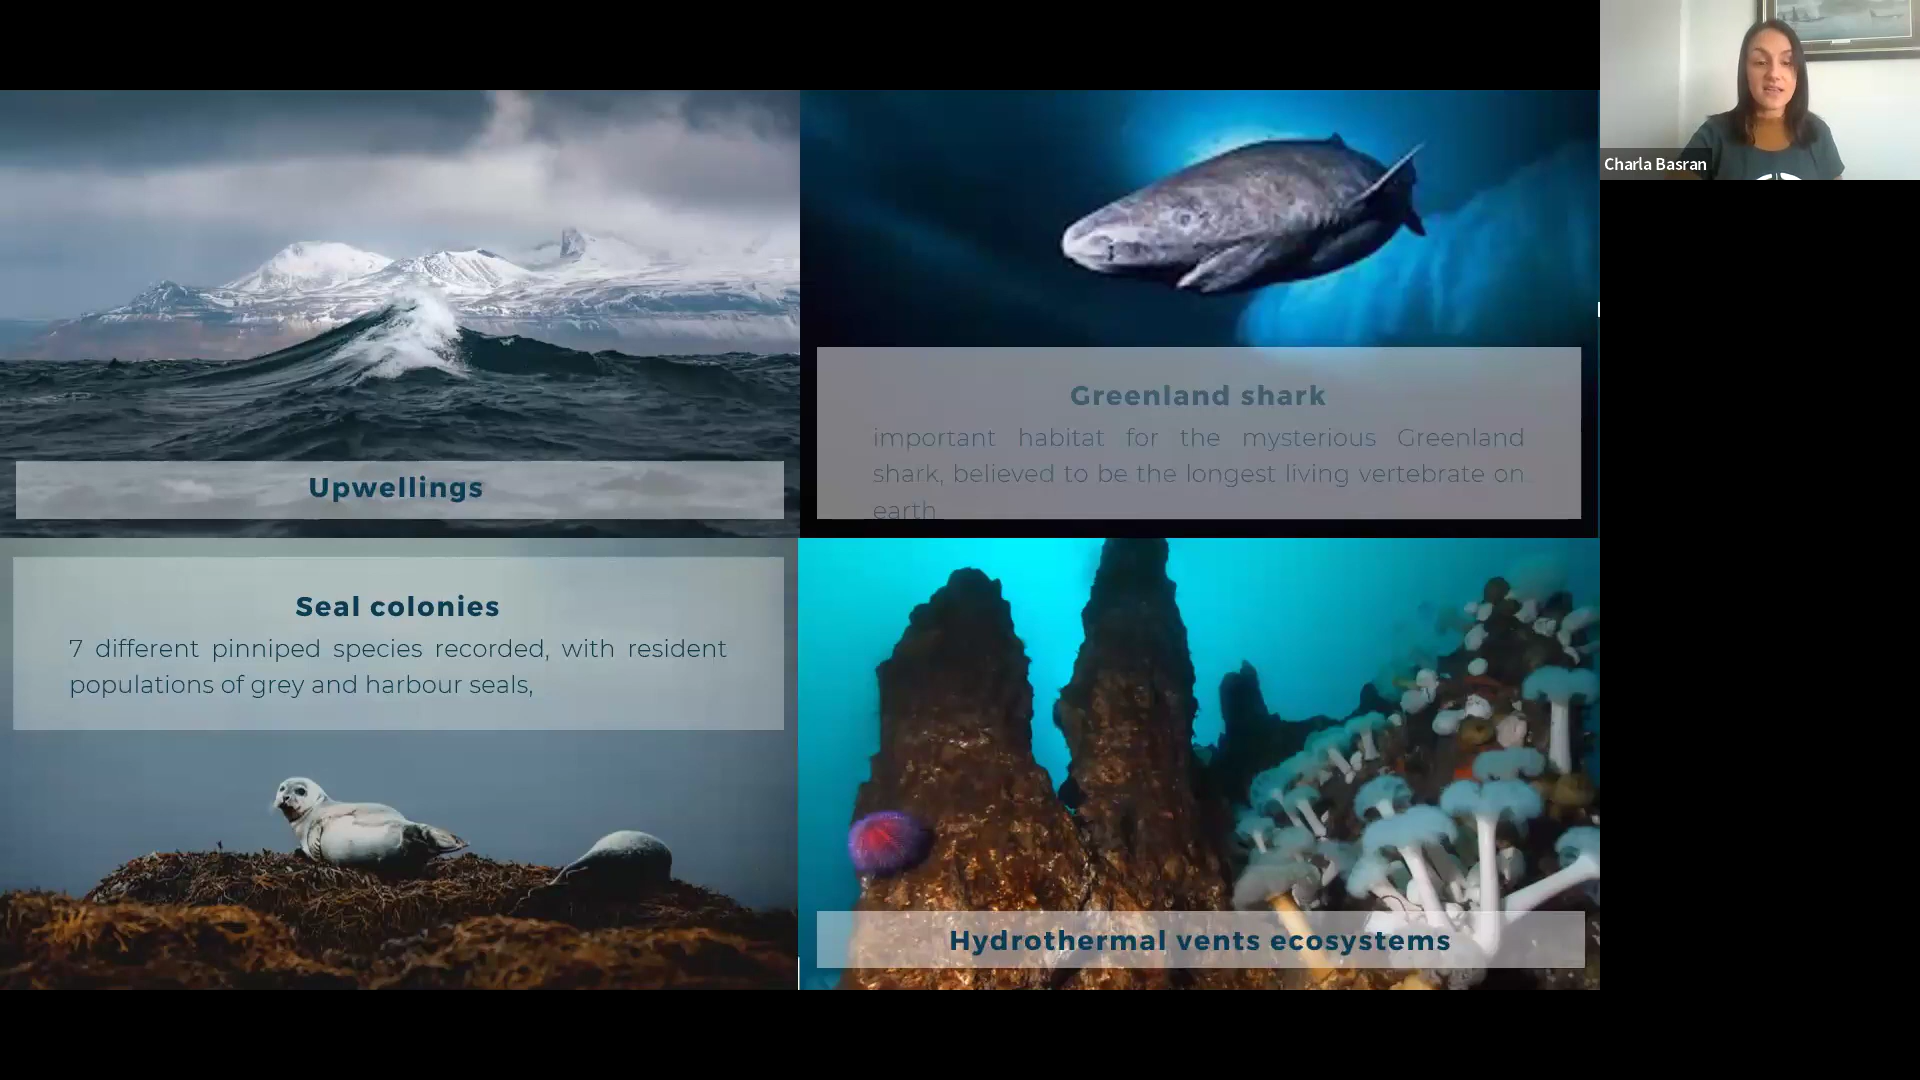 Charla Basran
Upwellings
Greenland shark
important habitat for the mysterious Greenland
shark, believed to be the longest living vertebrate on
earth
Seal colonies
7 different pinniped species recorded, with resident
populations of grey and harbour seals,
Hydrothermal vents ecosystems